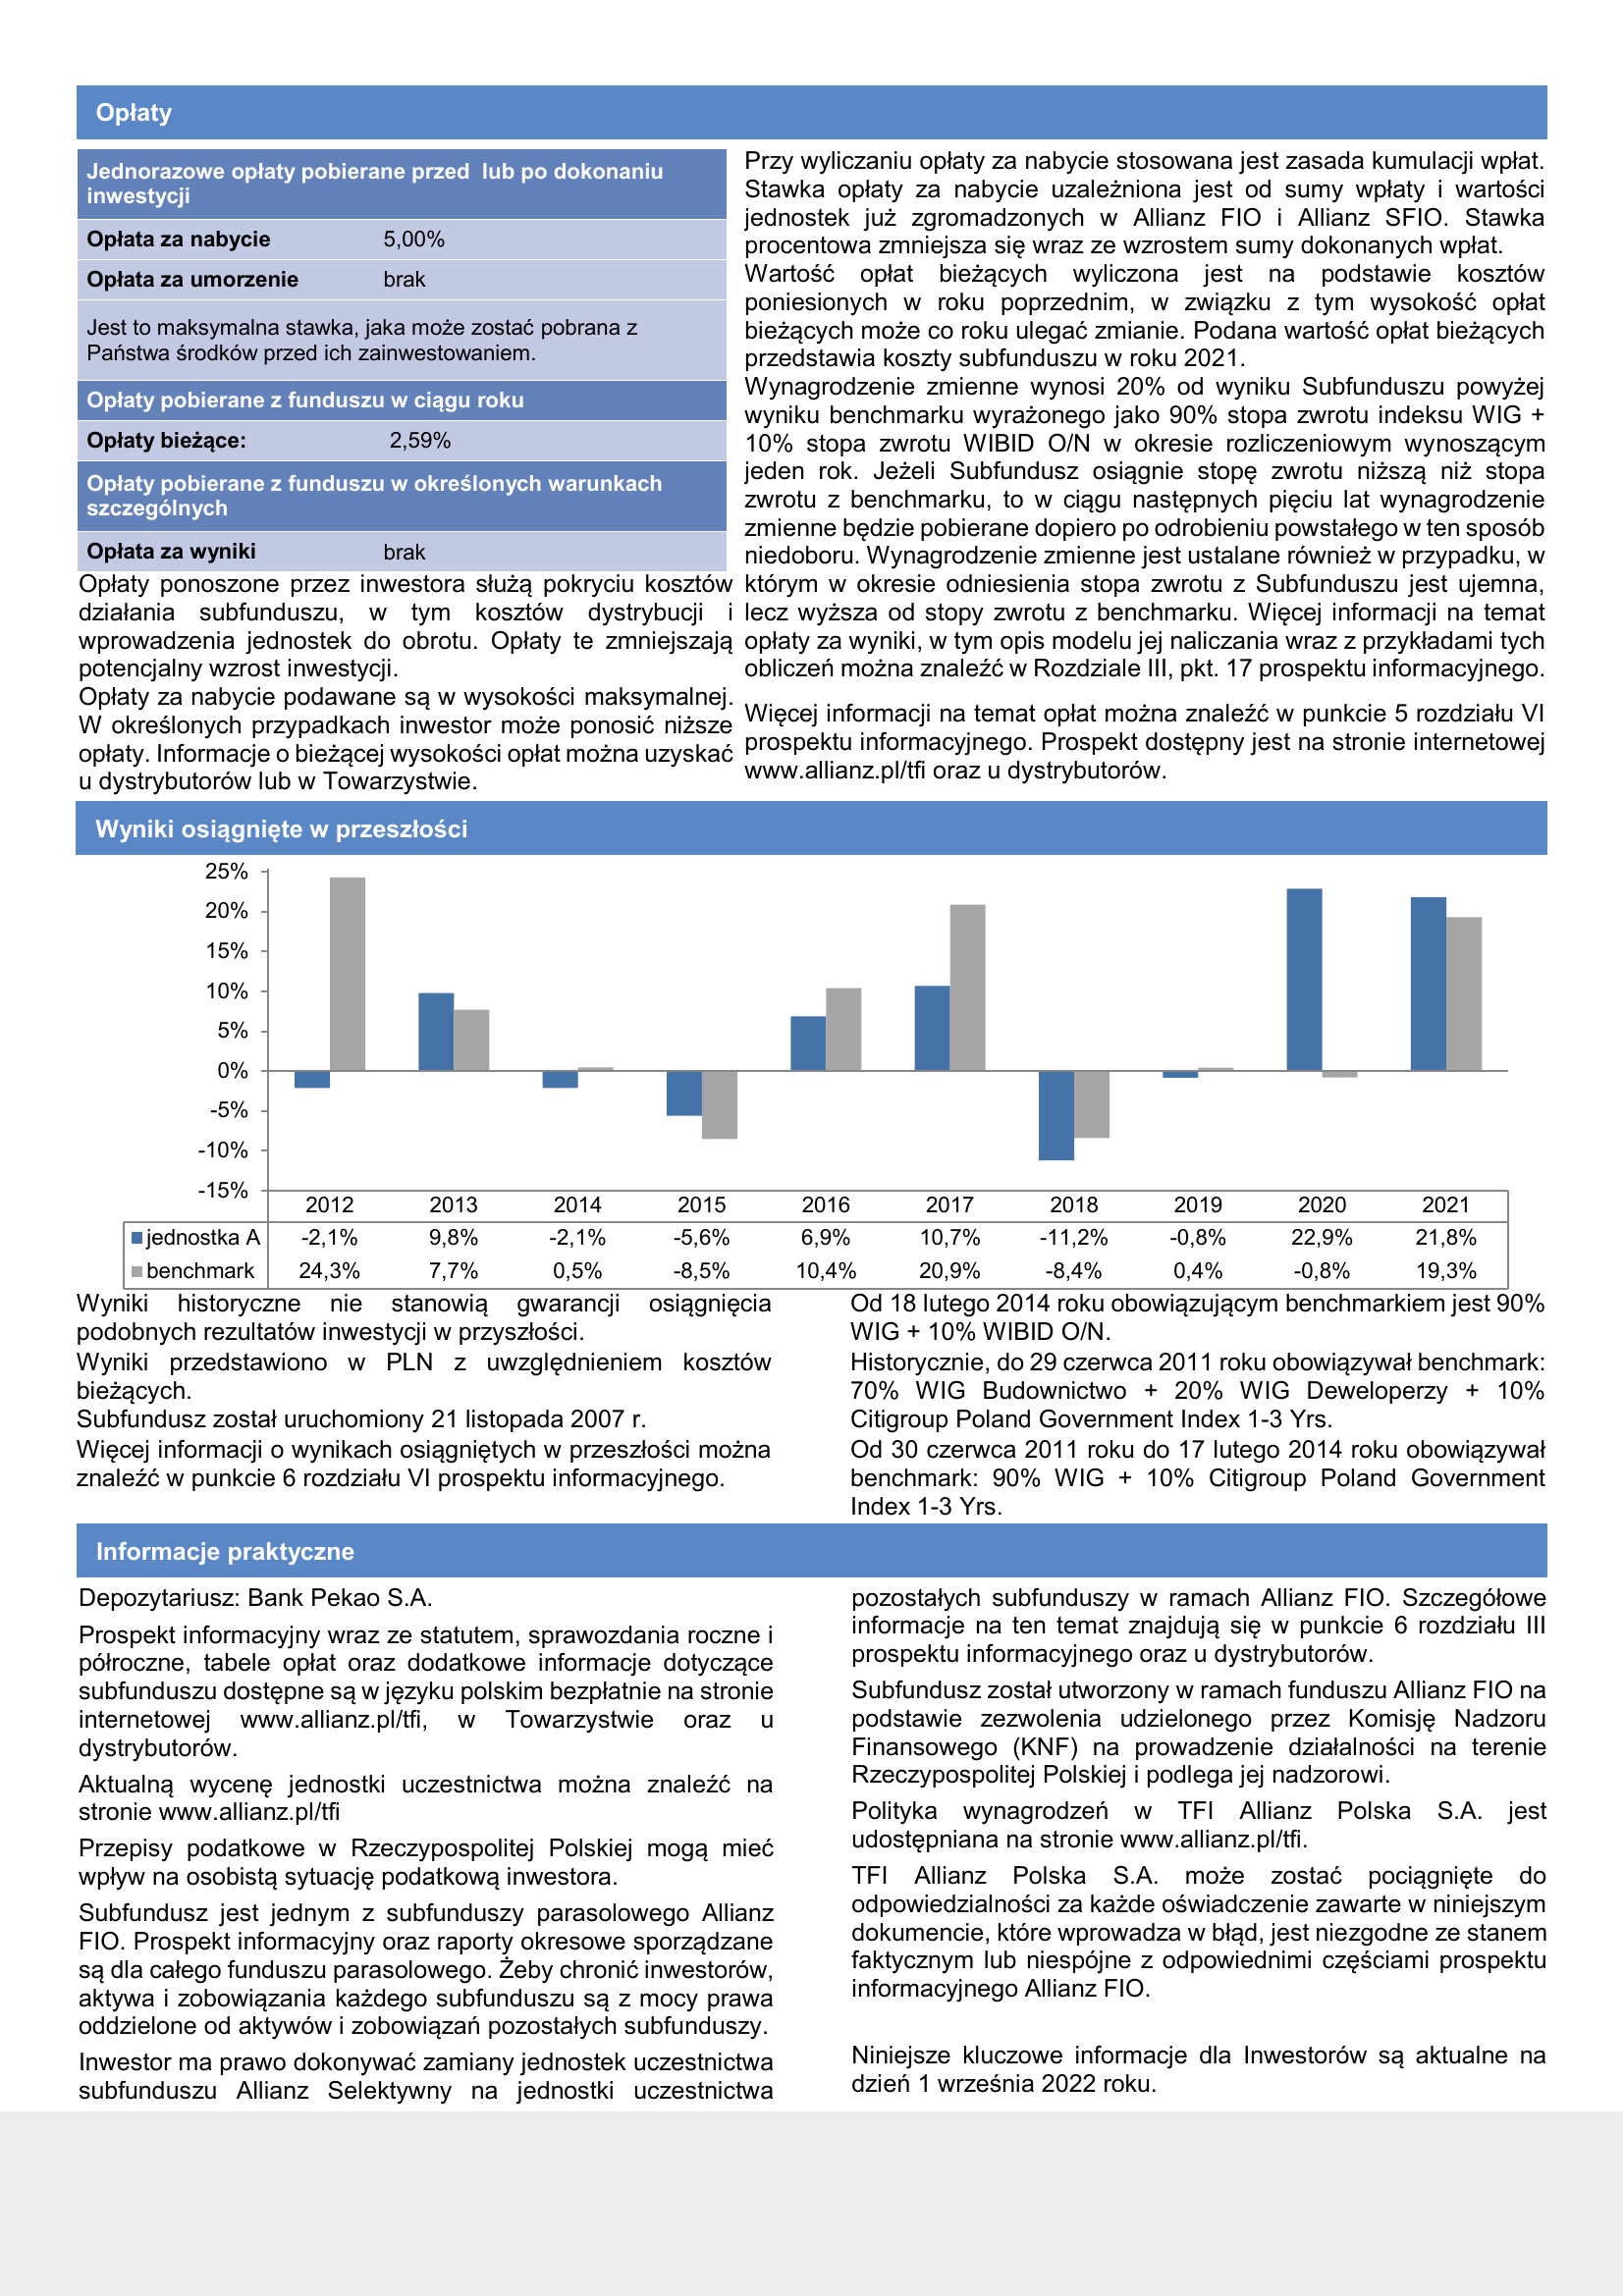 Opłaty
Jednorazowe opłaty pobierane przed  lub po dokonaniu
inwestycji
Opłata za nabycie 5,00%
Opłata za umorzenie brak
Jest to maksymalna stawka, jaka może zostać pobrana z
Państwa środków przed ich zainwestowaniem.
Opłaty pobierane z funduszu w ciągu roku
Opłaty bieżące: 2,59%
Opłaty pobierane z funduszu w określonych warunkach
szczególnych
Opłata za wyniki brak
Opłaty ponoszone przez inwestora służą pokryciu kosztów
działania subfunduszu, w tym kosztów dystrybucji i
wprowadzenia jednostek do obrotu. Opłaty te zmniejszają
potencjalny wzrost inwestycji.
Opłaty za nabycie podawane są w wysokości maksymalnej.
W określonych przypadkach inwestor może ponosić niższe
opłaty. Informacje o bieżącej wysokości opłat można uzyskać
u dystrybutorów lub w Towarzystwie.
Przy wyliczaniu opłaty za nabycie stosowana jest zasada kumulacji wpłat.
Stawka opłaty za nabycie uzależniona jest od sumy wpłaty i wartości
jednostek już zgromadzonych w Allianz FIO i Allianz SFIO. Stawka
procentowa zmniejsza się wraz ze wzrostem sumy dokonanych wpłat.
Wartość opłat bieżących wyliczona jest na podstawie kosztów
poniesionych w roku poprzednim, w związku z tym wysokość opłat
bieżących może co roku ulegać zmianie. Podana wartość opłat bieżących
przedstawia koszty subfunduszu w roku 2021.
Wynagrodzenie zmienne wynosi 20% od wyniku Subfunduszu powyżej
wyniku benchmarku wyrażonego jako 90% stopa zwrotu indeksu WIG +
10% stopa zwrotu WIBID O/N w okresie rozliczeniowym wynoszącym
jeden rok. Jeżeli Subfundusz osiągnie stopę zwrotu niższą niż stopa
zwrotu z benchmarku, to w ciągu następnych pięciu lat wynagrodzenie
zmienne będzie pobierane dopiero po odrobieniu powstałego w ten sposób
niedoboru. Wynagrodzenie zmienne jest ustalane również w przypadku, w
którym w okresie odniesienia stopa zwrotu z Subfunduszu jest ujemna,
lecz wyższa od stopy zwrotu z benchmarku. Więcej informacji na temat
opłaty za wyniki, w tym opis modelu jej naliczania wraz z przykładami tych
obliczeń można znaleźć w Rozdziale III, pkt. 17 prospektu informacyjnego.
Więcej informacji na temat opłat można znaleźć w punkcie 5 rozdziału VI
prospektu informacyjnego. Prospekt dostępny jest na stronie internetowej
www.allianz.pl/tfi oraz u dystrybutorów.
Wyniki osiągnięte w przeszłości
25%
20%
15%
10%
5%
0%
-5%
-10%
-15%
2012 2013 2014 2015 2016 2017 2018 2019 2020 2021
jednostka A -2,1% 9,8% -2,1% -5,6% 6,9% 10,7% -11,2% -0,8% 22,9% 21,8%
benchmark 24,3% 7,7% 0,5% -8,5% 10,4% 20,9% -8,4% 0,4% -0,8% 19,3%
Wyniki historyczne nie stanowią gwarancji osiągnięcia
podobnych rezultatów inwestycji w przyszłości.
Wyniki przedstawiono w PLN z uwzględnieniem kosztów
bieżących.
Subfundusz został uruchomiony 21 listopada 2007 r.
Więcej informacji o wynikach osiągniętych w przeszłości można
znaleźć w punkcie 6 rozdziału VI prospektu informacyjnego.
Od 18 lutego 2014 roku obowiązującym benchmarkiem jest 90%
WIG + 10% WIBID O/N.
Historycznie, do 29 czerwca 2011 roku obowiązywał benchmark:
70% WIG Budownictwo + 20% WIG Deweloperzy + 10%
Citigroup Poland Government Index 1-3 Yrs.
Od 30 czerwca 2011 roku do 17 lutego 2014 roku obowiązywał
benchmark: 90% WIG + 10% Citigroup Poland Government
Index 1-3 Yrs.
Informacje praktyczne
Depozytariusz: Bank Pekao S.A.
Prospekt informacyjny wraz ze statutem, sprawozdania roczne i
półroczne, tabele opłat oraz dodatkowe informacje dotyczące
subfunduszu dostępne są w języku polskim bezpłatnie na stronie
internetowej www.allianz.pl/tfi, w Towarzystwie oraz u
dystrybutorów.
Aktualną wycenę jednostki uczestnictwa można znaleźć na
stronie www.allianz.pl/tfi
Przepisy podatkowe w Rzeczypospolitej Polskiej mogą mieć
wpływ na osobistą sytuację podatkową inwestora.
Subfundusz jest jednym z subfunduszy parasolowego Allianz
FIO. Prospekt informacyjny oraz raporty okresowe sporządzane
są dla całego funduszu parasolowego. Żeby chronić inwestorów,
aktywa i zobowiązania każdego subfunduszu są z mocy prawa
oddzielone od aktywów i zobowiązań pozostałych subfunduszy.
Inwestor ma prawo dokonywać zamiany jednostek uczestnictwa
subfunduszu Allianz Selektywny na jednostki uczestnictwa
pozostałych subfunduszy w ramach Allianz FIO. Szczegółowe
informacje na ten temat znajdują się w punkcie 6 rozdziału III
prospektu informacyjnego oraz u dystrybutorów.
Subfundusz został utworzony w ramach funduszu Allianz FIO na
podstawie zezwolenia udzielonego przez Komisję Nadzoru
Finansowego (KNF) na prowadzenie działalności na terenie
Rzeczypospolitej Polskiej i podlega jej nadzorowi.
Polityka wynagrodzeń w TFI Allianz Polska S.A. jest
udostępniana na stronie www.allianz.pl/tfi.
TFI Allianz Polska S.A. może zostać pociągnięte do
odpowiedzialności za każde oświadczenie zawarte w niniejszym
dokumencie, które wprowadza w błąd, jest niezgodne ze stanem
faktycznym lub niespójne z odpowiednimi częściami prospektu
informacyjnego Allianz FIO.
Niniejsze kluczowe informacje dla Inwestorów są aktualne na
dzień 1 września 2022 roku.